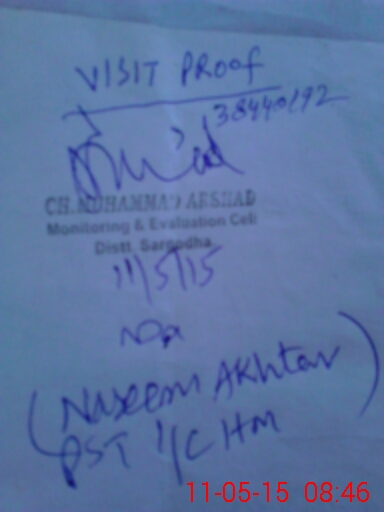 VISIT PROOF
38440192
CH. MUHAMMAD ARSHAD
Monitoring & Evaluation Cell
Distt. Sargodha
11/5/15
(Naseem Akhtar)
PST I/C HM
11-05-15 08:46